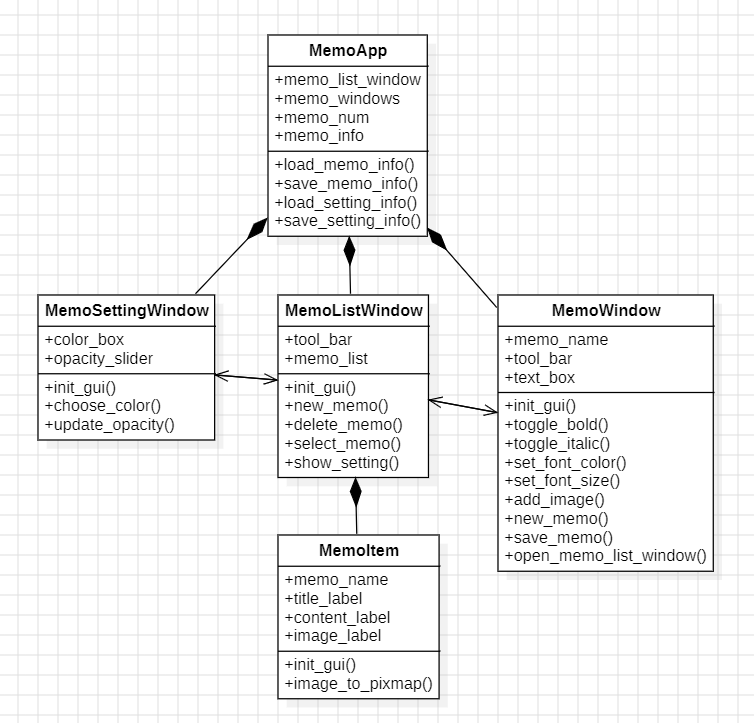 MemoApp
+memo_list_window
+memo_windows
+memo_num
+memo_info
+load_memo_info()
+save_memo_info()
+load_setting_info()
+save_setting_info()
MemoSettingWindow
+color_box
+opacity_slider
+init_gui()
+choose_color()
+update_opacity()
MemoListWindow
+tool_bar
+memo_list
+init_gui()
+new_memo()
+delete_memo()
+select_memo()
+show_setting()
MemoWindow
+memo_name
+tool_bar
+text_box
+init_gui()
+toggle_bold()
+toggle_italic()
+set_font_color()
+set_font_size()
+add_image()
+new_memo()
+save_memo()
+open_memo_list_window()
MemoItem
+memo_name
+title_label
+content_label
+image_label
+init_gui()
+image_to_pixmap()